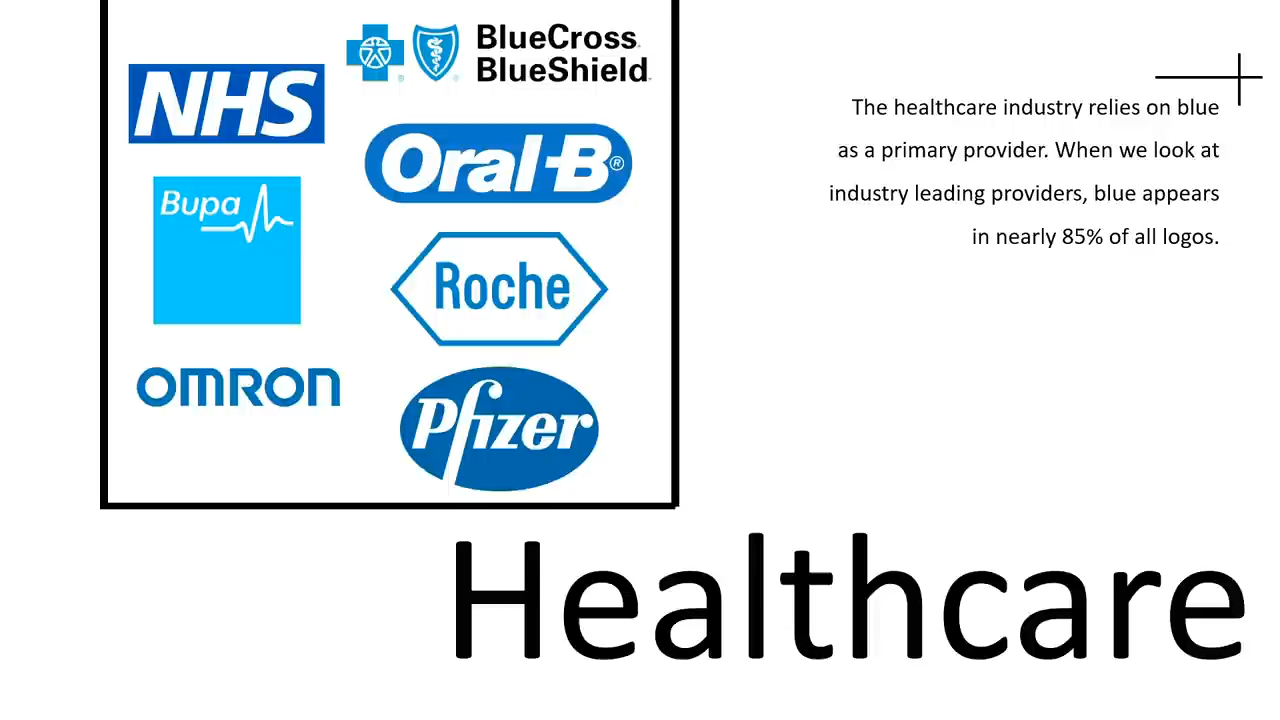 BlueCross
BlueShield
NHS
Oral-B®
Bupa
Roche
OMRON
Pfizer
The healthcare industry relies on blue
as a primary provider. When we look at
industry leading providers, blue appears
in nearly 85% of all logos.
Healthcare